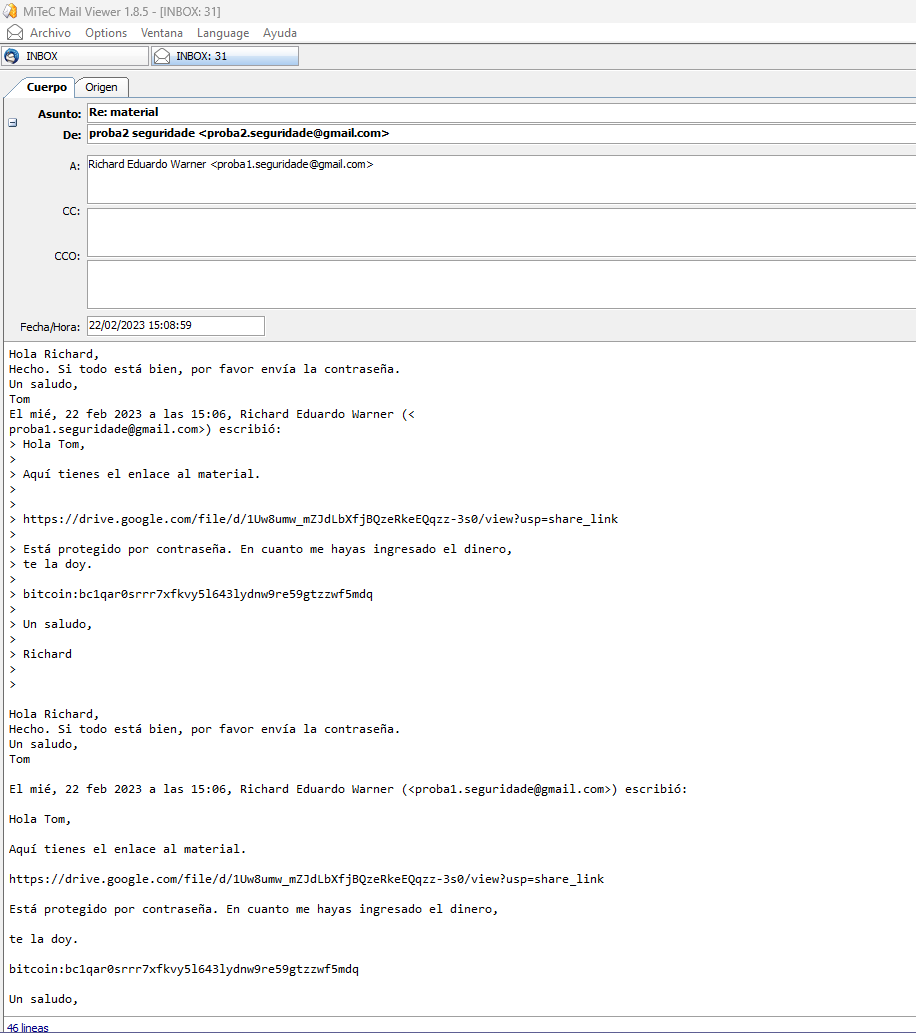 MiTeC Mail Viewer 1.8.5 - [INBOX: 31]
Archivo Options Ventana Language Ayuda
INBOX INBOX: 31
Cuerpo Origen
Asunto: Re: material
De: proba2 seguridade <proba2.seguridade@gmail.com>
A: Richard Eduardo Warner <proba1.seguridade@gmail.com>
CC:
CCO:
Fecha/Hora: 22/02/2023 15:08:59
Hola Richard,
Hecho. Si todo está bien, por favor envía la contraseña.
Un saludo,
Tom
El mié, 22 feb 2023 a las 15:06, Richard Eduardo Warner (<
proba1.seguridade@gmail.com>) escribió:
> Hola Tom,
>
> Aquí tienes el enlace al material.
>
>
> https://drive.google.com/file/d/1Uw8umw_mZJdLbXfjBQzeRkeEQqzz-3s0/view?usp=share_link
>
> Está protegido por contraseña. En cuanto me hayas ingresado el dinero,
> te la doy.
>
> bitcoin:bc1qar0srrr7xfkvy5l643lydnw9re59gtzzwf5mdq
>
> Un saludo,
>
> Richard
>
>
Hola Richard,
Hecho. Si todo está bien, por favor envía la contraseña.
Un saludo,
Tom
El mié, 22 feb 2023 a las 15:06, Richard Eduardo Warner (<proba1.seguridade@gmail.com>) escribió:
Hola Tom,
Aquí tienes el enlace al material.
https://drive.google.com/file/d/1Uw8umw_mZJdLbXfjBQzeRkeEQqzz-3s0/view?usp=share_link
Está protegido por contraseña. En cuanto me hayas ingresado el dinero,
te la doy.
bitcoin:bc1qar0srrr7xfkvy5l643lydnw9re59gtzzwf5mdq
Un saludo,
46 lineas